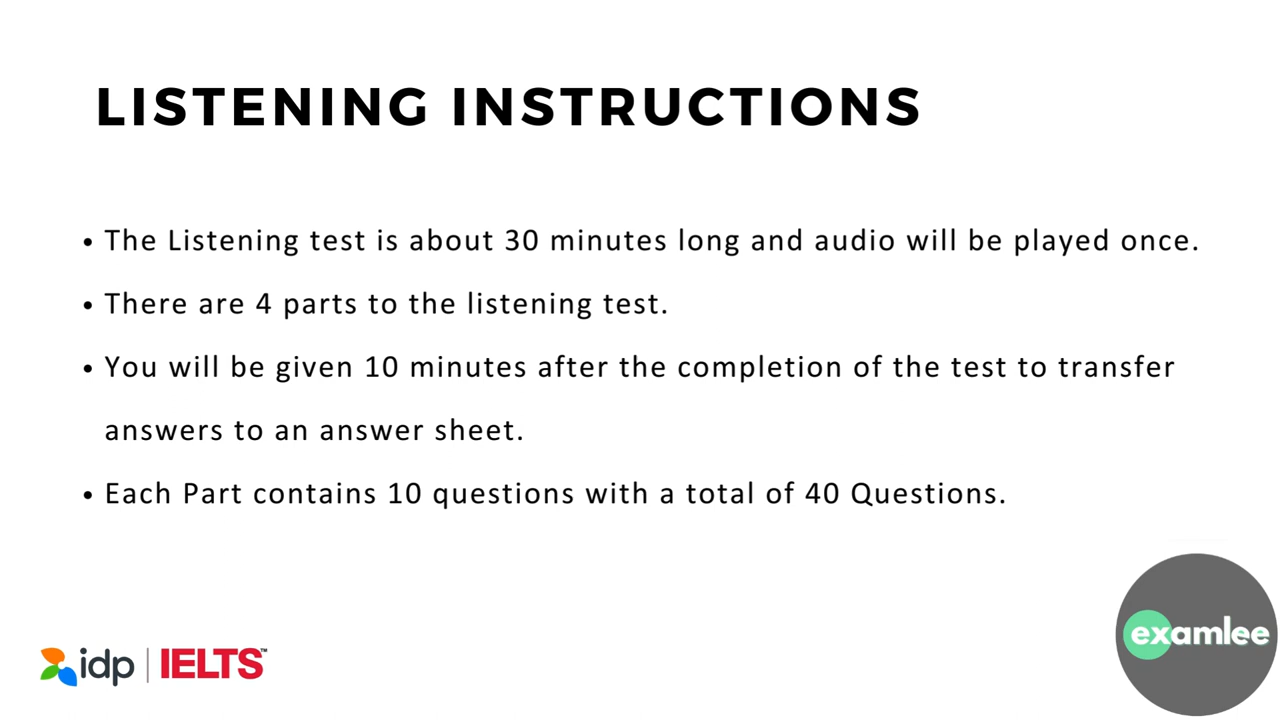 LISTENING INSTRUCTIONS
• The Listening test is about 30 minutes long and audio will be played once.
• There are 4 parts to the listening test.
• You will be given 10 minutes after the completion of the test to transfer
answers to an answer sheet.
• Each Part contains 10 questions with a total of 40 Questions.
idp | IELTS™
examlee